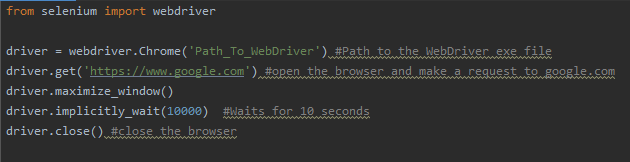 from selenium import webdriver
driver = webdriver.Chrome('Path_To_WebDriver') #Path to the WebDriver exe file
driver.get('https://www.google.com') #open the browser and make a request to google.com
driver.maximize_window()
driver.implicitly_wait(10000)  #Waits for 10 seconds
driver.close() #close the browser